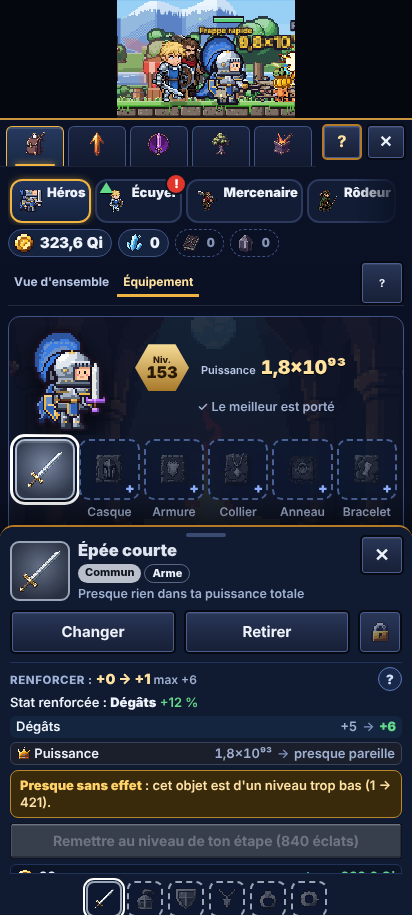 Frappe rapide
9,8×10
?
✕
Héros
Écuyer
!
Mercenaire
Rôdeur
323,6 Qi
0
0
0
Vue d'ensemble
Équipement
?
Niv.
153
Puissance 1,8×10⁹³
✓ Le meilleur est porté
Casque
Armure
Collier
Anneau
Bracelet
Épée courte
✕
Commun
Arme
Presque rien dans ta puissance totale
Changer
Retirer
RENFORCER : +0 → +1 max +6
?
Stat renforcée : Dégâts +12 %
Dégâts
+5 → +6
Puissance
1,8×10⁹³ → presque pareille
Presque sans effet : cet objet est d'un niveau trop bas (1 →
421).
Remettre au niveau de ton étape (840 éclats)